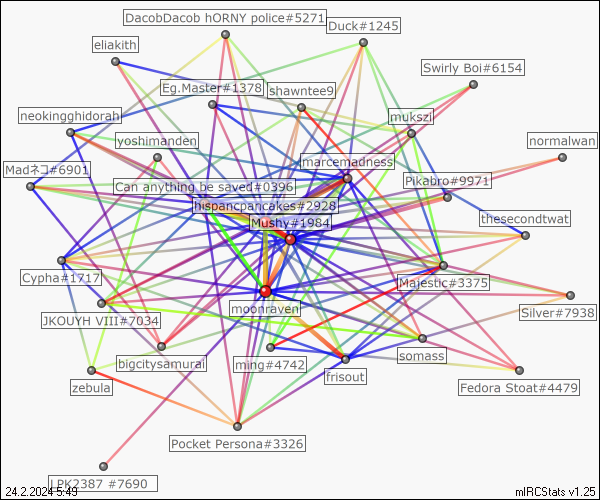 DacobDacob hORNY police#5271
Duck#1245
eliakith
Swirly Boi#6154
Eg.Master#1378
shawntee9
neokingghidorah
mukszi
yoshimanden
normalwan
marcemadness
Madネコ#6901
Pikabro#9971
Can anything be saved#0396
hispancpancakes#2928
thesecondtwat
Mushy#1984
Cypha#1717
Majestic#3375
moonraven
Silver#7938
JKOUYH VIII#7034
somass
bigcitysamurai
ming#4742
frisout
zebula
Fedora Stoat#4479
Pocket Persona#3326
LPK2387 #7690
24.2.2024 5:49
mIRCStats v1.25